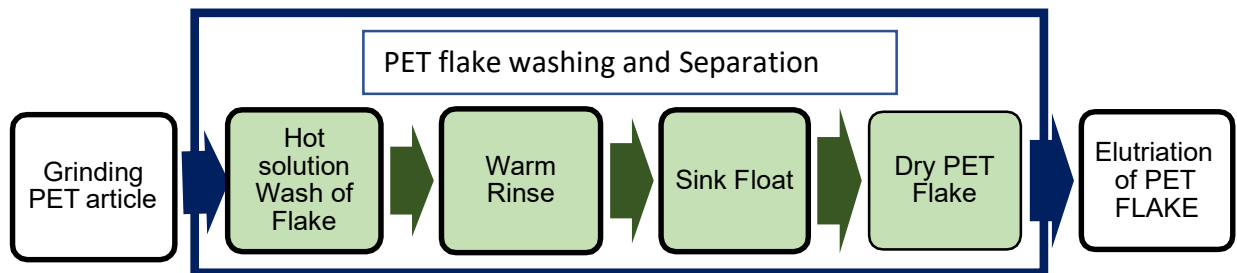 PET flake washing and Separation
Grinding
PET article
Hot
solution
Wash of
Flake
Warm
Rinse
Sink Float
Dry PET
Flake
Elutriation
of PET
FLAKE